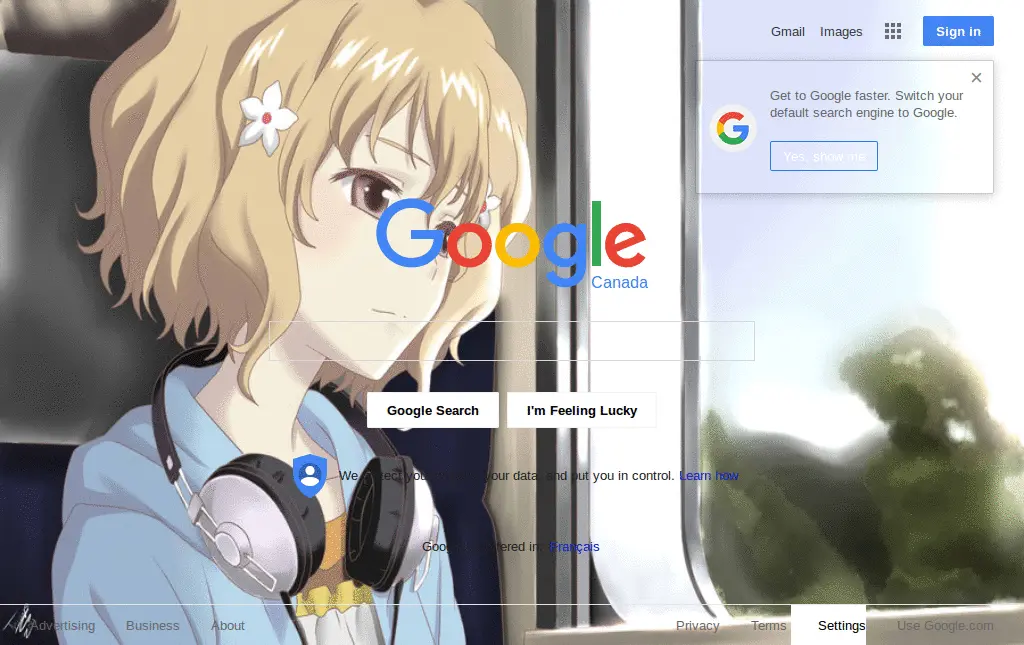 Gmail Images Sign in
Get to Google faster. Switch your
default search engine to Google.
Yes, show me
Google
Canada
Google Search I'm Feeling Lucky
We protect your data, and put you in control. Learn how
Google offered in: Français
Advertising Business About Privacy Terms Settings Use Google.com